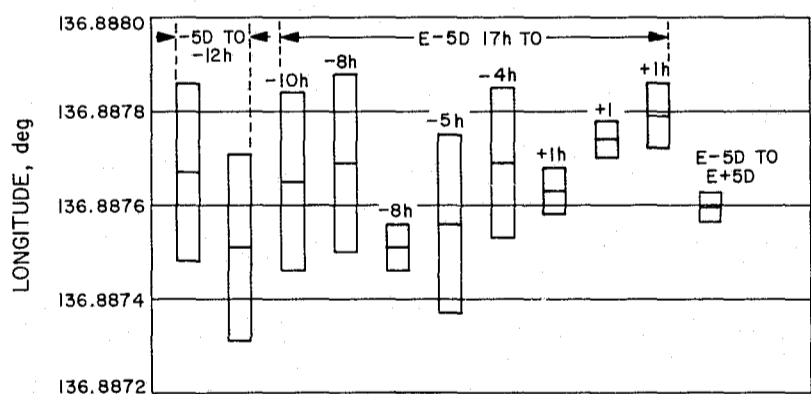 136.8880
-5D TO
-12h
E-5D 17h TO
-10h
-8h
-4h
+1
+1h
136.8878
-5h
+1h
E-5D TO
E+5D
136.8876
-8h
136.8874
136.8872
LONGITUDE, deg